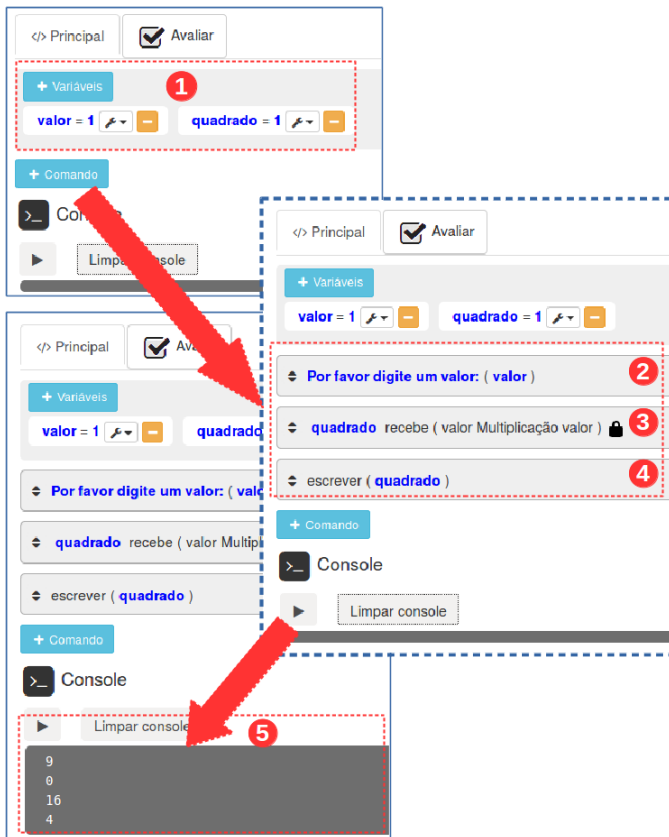 </> Principal
Avaliar
+ Variáveis
1
valor = 1
quadrado = 1
+ Comando
>_ Console
Limpar console
</> Principal
Avaliar
+ Variáveis
valor = 1
quadrado = 1
Por favor digite um valor: ( valor )
2
quadrado recebe ( valor Multiplicação valor )
3
escrever ( quadrado )
4
+ Comando
>_ Console
Limpar console
</> Principal
+ Variáveis
valor = 1
quadrado
Por favor digite um valor: (
quadrado recebe ( valor
escrever ( quadrado )
+ Comando
>_ Console
Limpar console
5
9
0
16
4